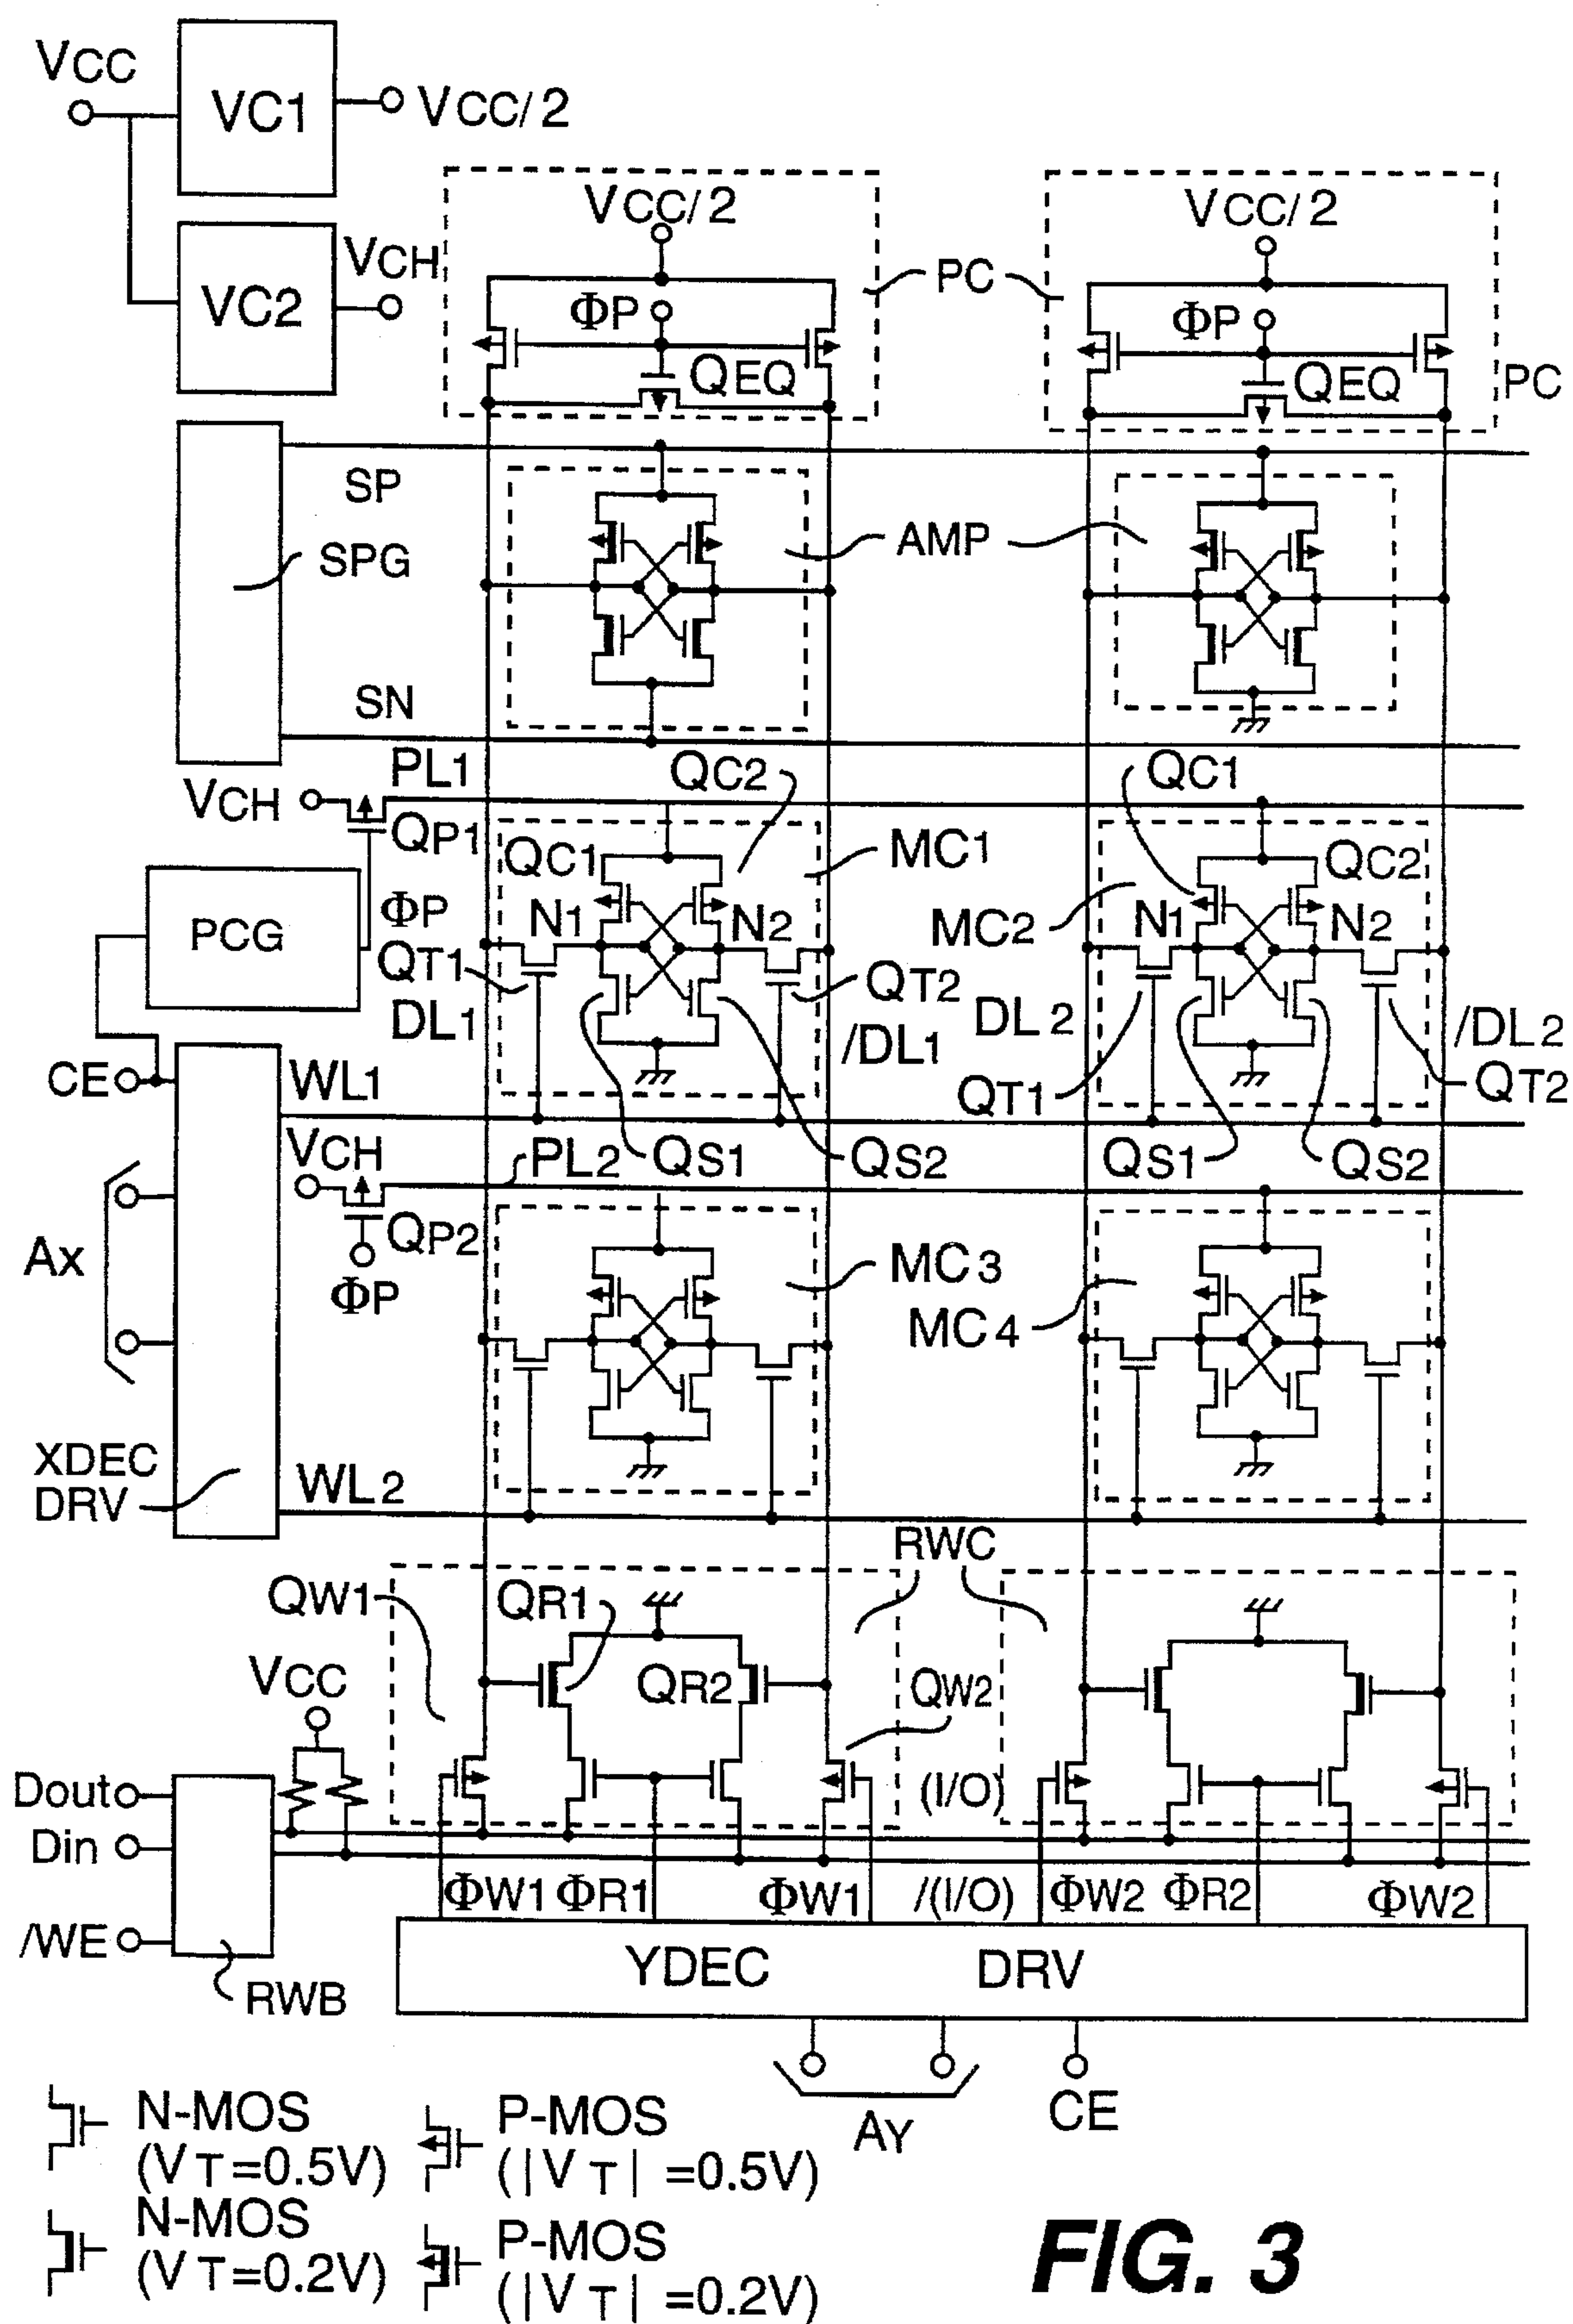 VCC
VC1
VCC/2
VC2
VCH
VCC/2
ΦP
QEQ
PC
VCC/2
ΦP
QEQ
PC
SP
SPG
AMP
SN
PL1
VCH
QP1
QC2
QC1
QC1
MC1
QC2
PCG
ΦP
N1
N2
MC2
N1
N2
QT1
DL1
QT2
/DL1
DL2
/DL2
CE
WL1
QT1
QT2
VCH
PL2
QS1
QS2
QS1
QS2
Ax
QP2
ΦP
MC3
MC4
XDEC
DRV
WL2
RWC
QW1
QR1
QR2
QW2
VCC
Dout
Din
/WE
RWB
(I/O)
ΦW1
ΦR1
ΦW1
/(I/O)
ΦW2
ΦR2
ΦW2
YDEC DRV
AY
CE
N-MOS
(VT=0.5V)
P-MOS
(|VT|=0.5V)
N-MOS
(VT=0.2V)
P-MOS
(|VT|=0.2V)
FIG. 3